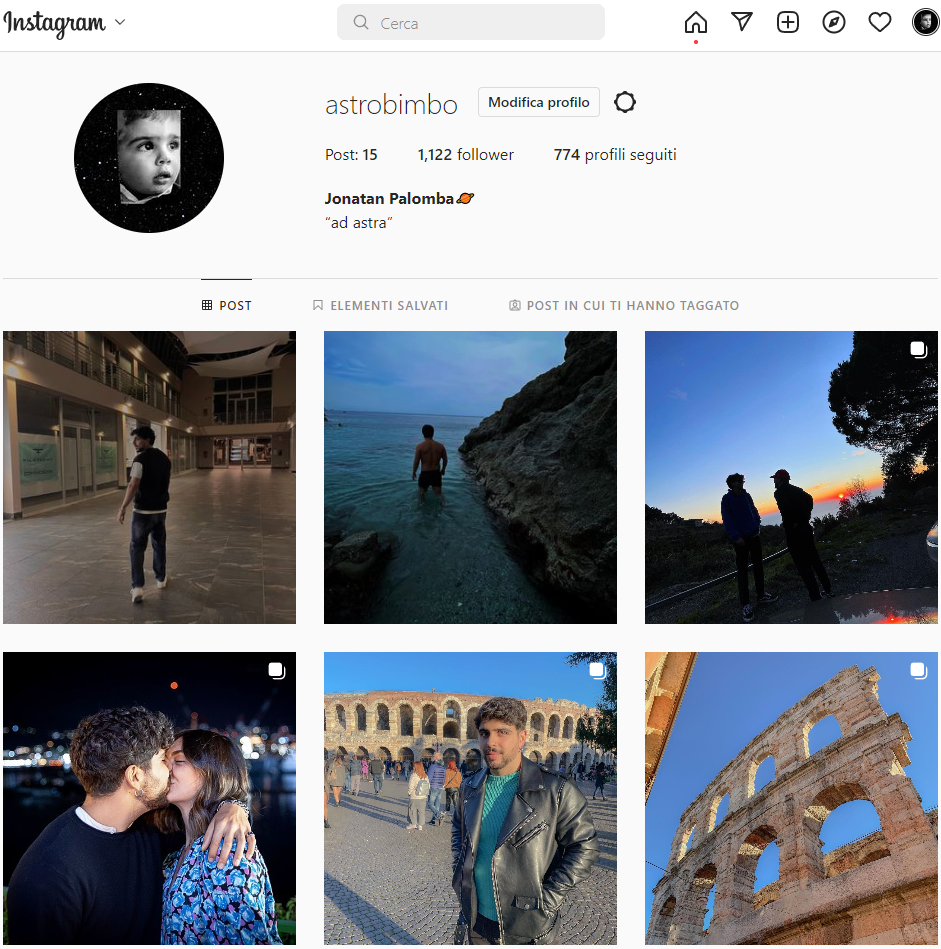 Instagram
Cerca
astrobimbo
Modifica profilo
Post: 15
1,122 follower
774 profili seguiti
Jonatan Palomba🪐
“ad astra”
POST
ELEMENTI SALVATI
POST IN CUI TI HANNO TAGGATO